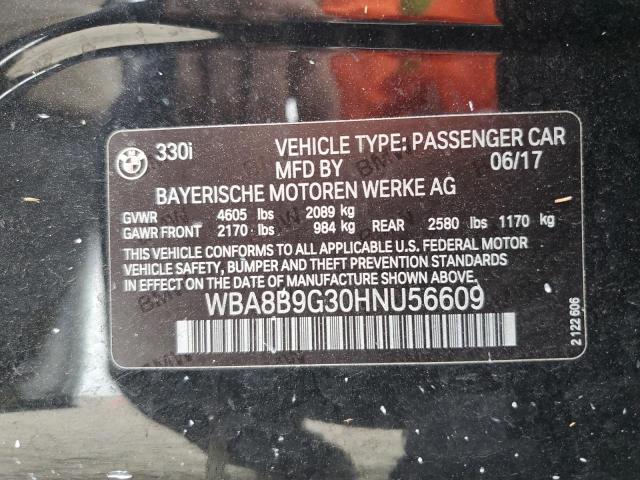 BMW 330i VEHICLE TYPE: PASSENGER CAR
MFD BY 06/17
BAYERISCHE MOTOREN WERKE AG
GVWR 4605 lbs 2089 kg
GAWR FRONT 2170 lbs 984 kg REAR 2580 lbs 1170 kg
THIS VEHICLE CONFORMS TO ALL APPLICABLE U.S. FEDERAL MOTOR
VEHICLE SAFETY, BUMPER AND THEFT PREVENTION STANDARDS
IN EFFECT ON THE DATE OF MANUFACTURE SHOWN ABOVE.
WBA8B9G30HNU56609
2 122 606